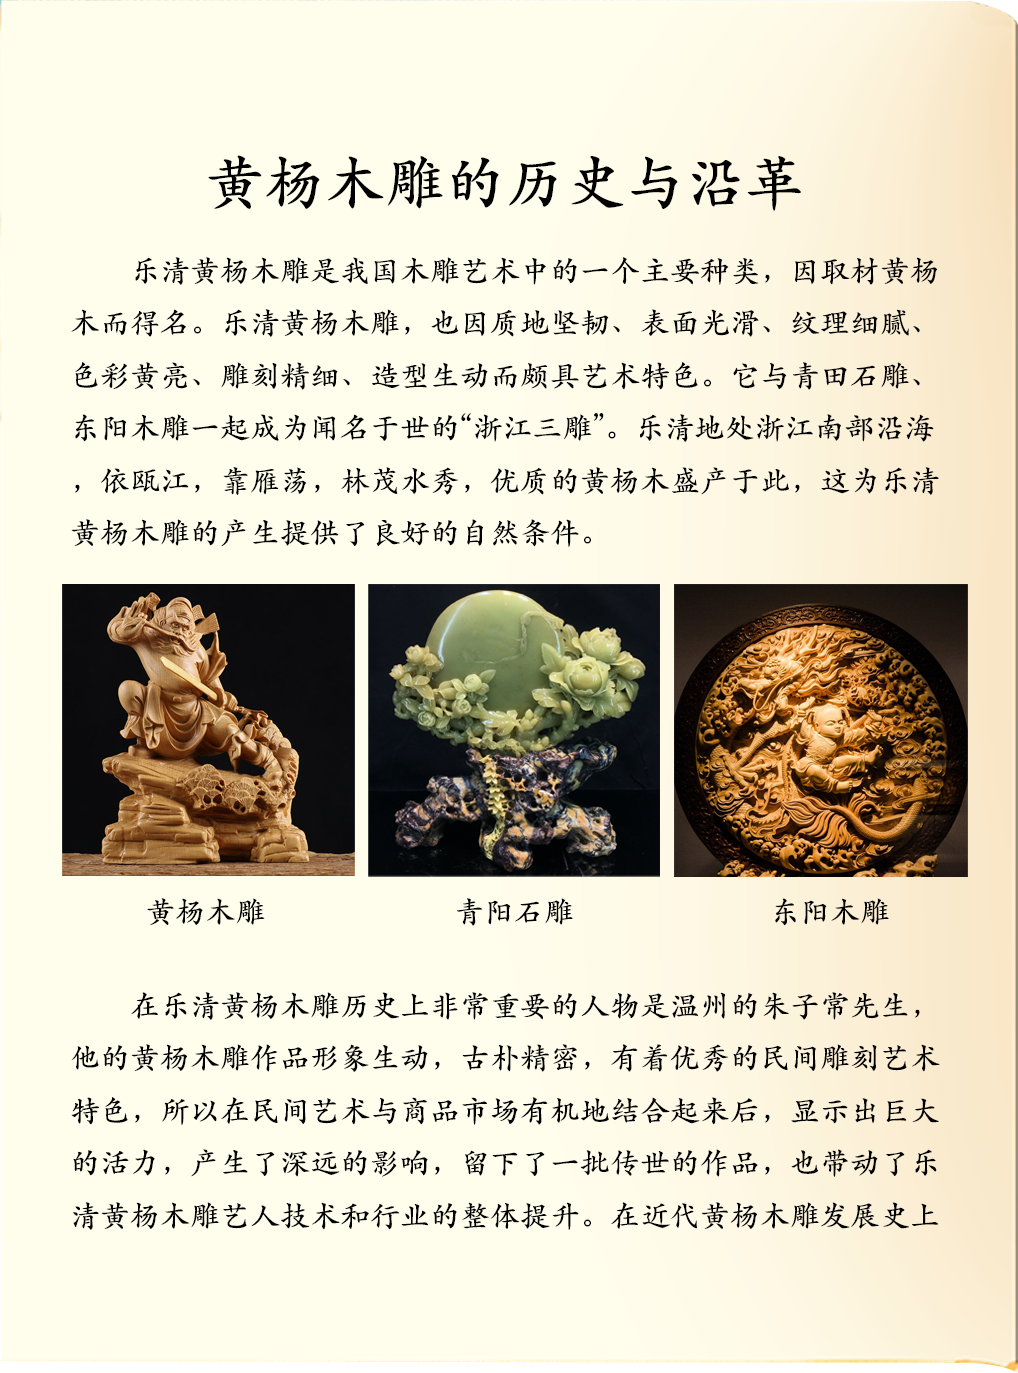 黄杨木雕的历史与沿革
乐清黄杨木雕是我国木雕艺术中的一个主要种类，因取材黄杨
木而得名。乐清黄杨木雕，也因质地坚韧、表面光滑、纹理细腻、
色彩黄亮、雕刻精细、造型生动而颇具艺术特色。它与青田石雕、
东阳木雕一起成为闻名于世的“浙江三雕”。乐清地处浙江南部沿海
，依瓯江，靠雁荡，林茂水秀，优质的黄杨木盛产于此，这为乐清
黄杨木雕的产生提供了良好的自然条件。
黄杨木雕
青阳石雕
东阳木雕
在乐清黄杨木雕历史上非常重要的人物是温州的朱子常先生，
他的黄杨木雕作品形象生动，古朴精密，有着优秀的民间雕刻艺术
特色，所以在民间艺术与商品市场有机地结合起来后，显示出巨大
的活力，产生了深远的影响，留下了一批传世的作品，也带动了乐
清黄杨木雕艺人技术和行业的整体提升。在近代黄杨木雕发展史上